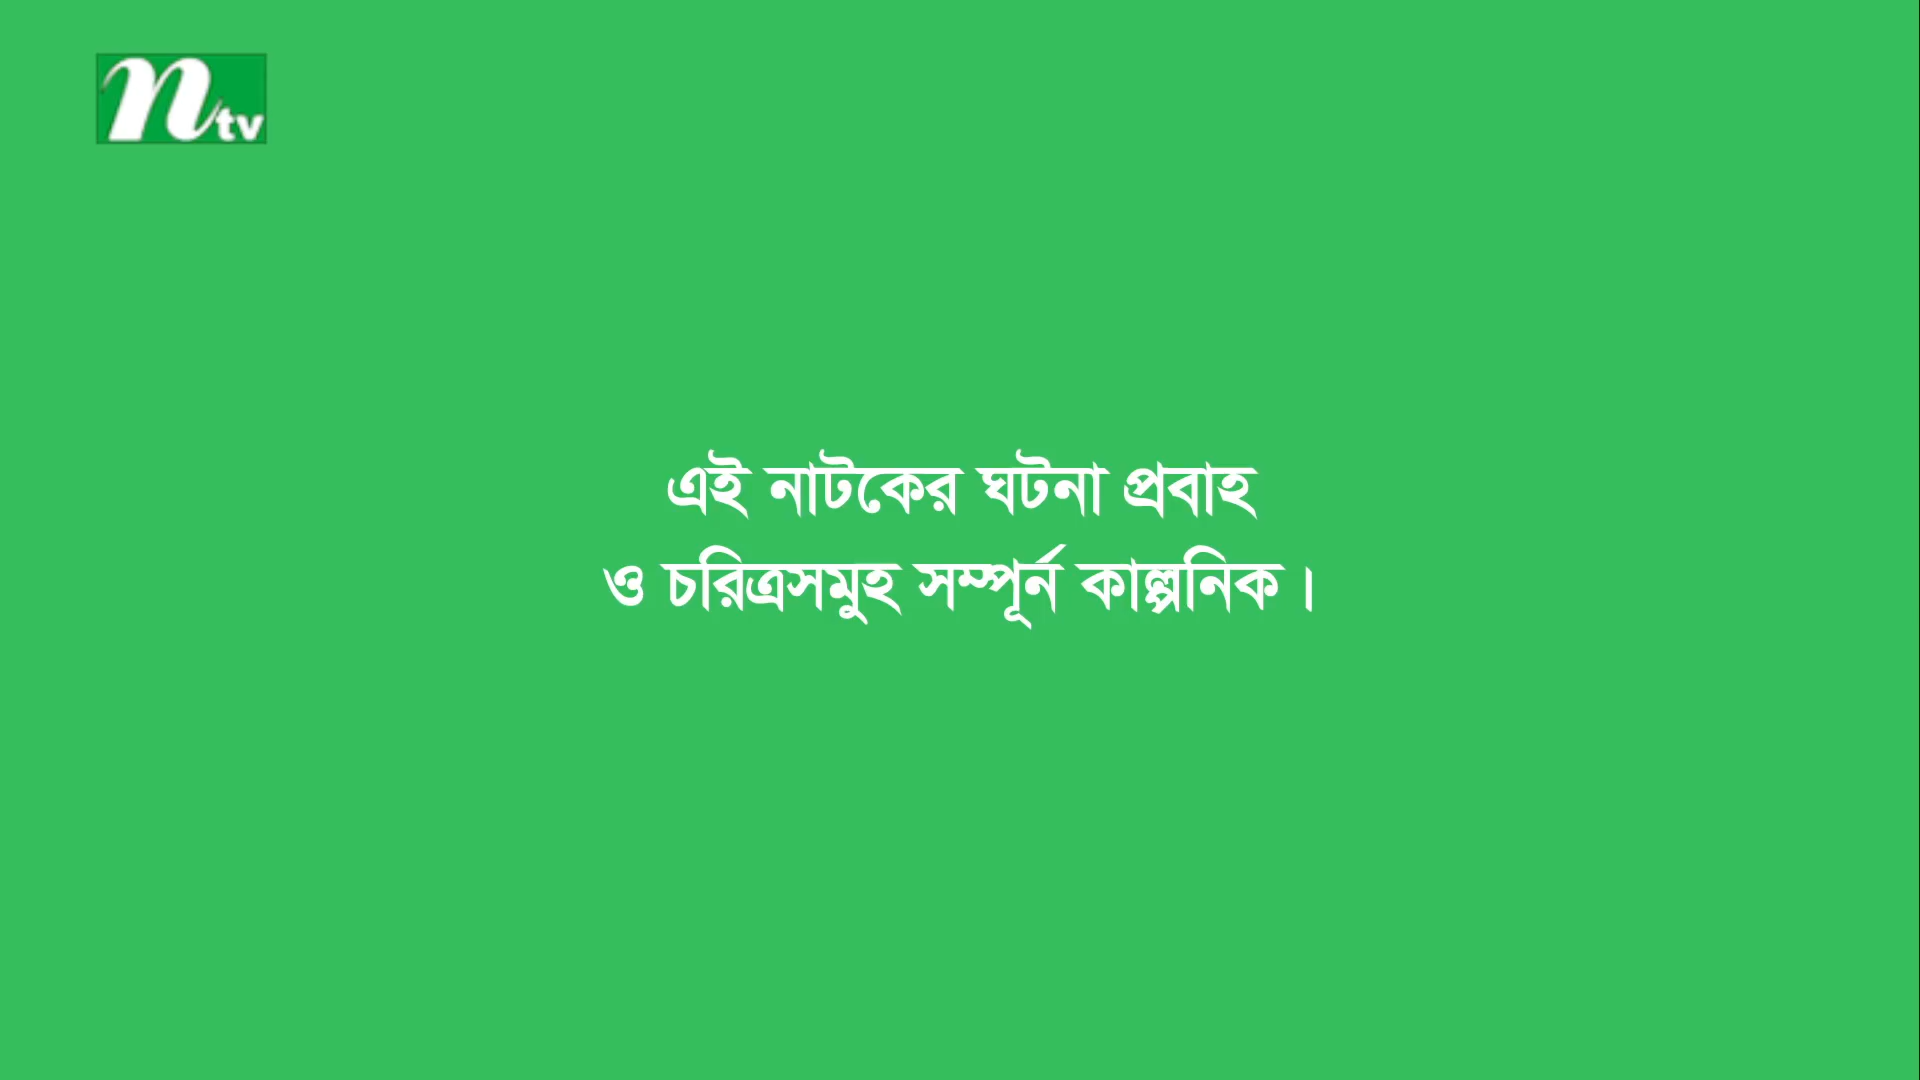 ntv
এই নাটকের ঘটনা প্রবাহ
ও চরিত্রসমুহ সম্পূর্ন কাল্পনিক।